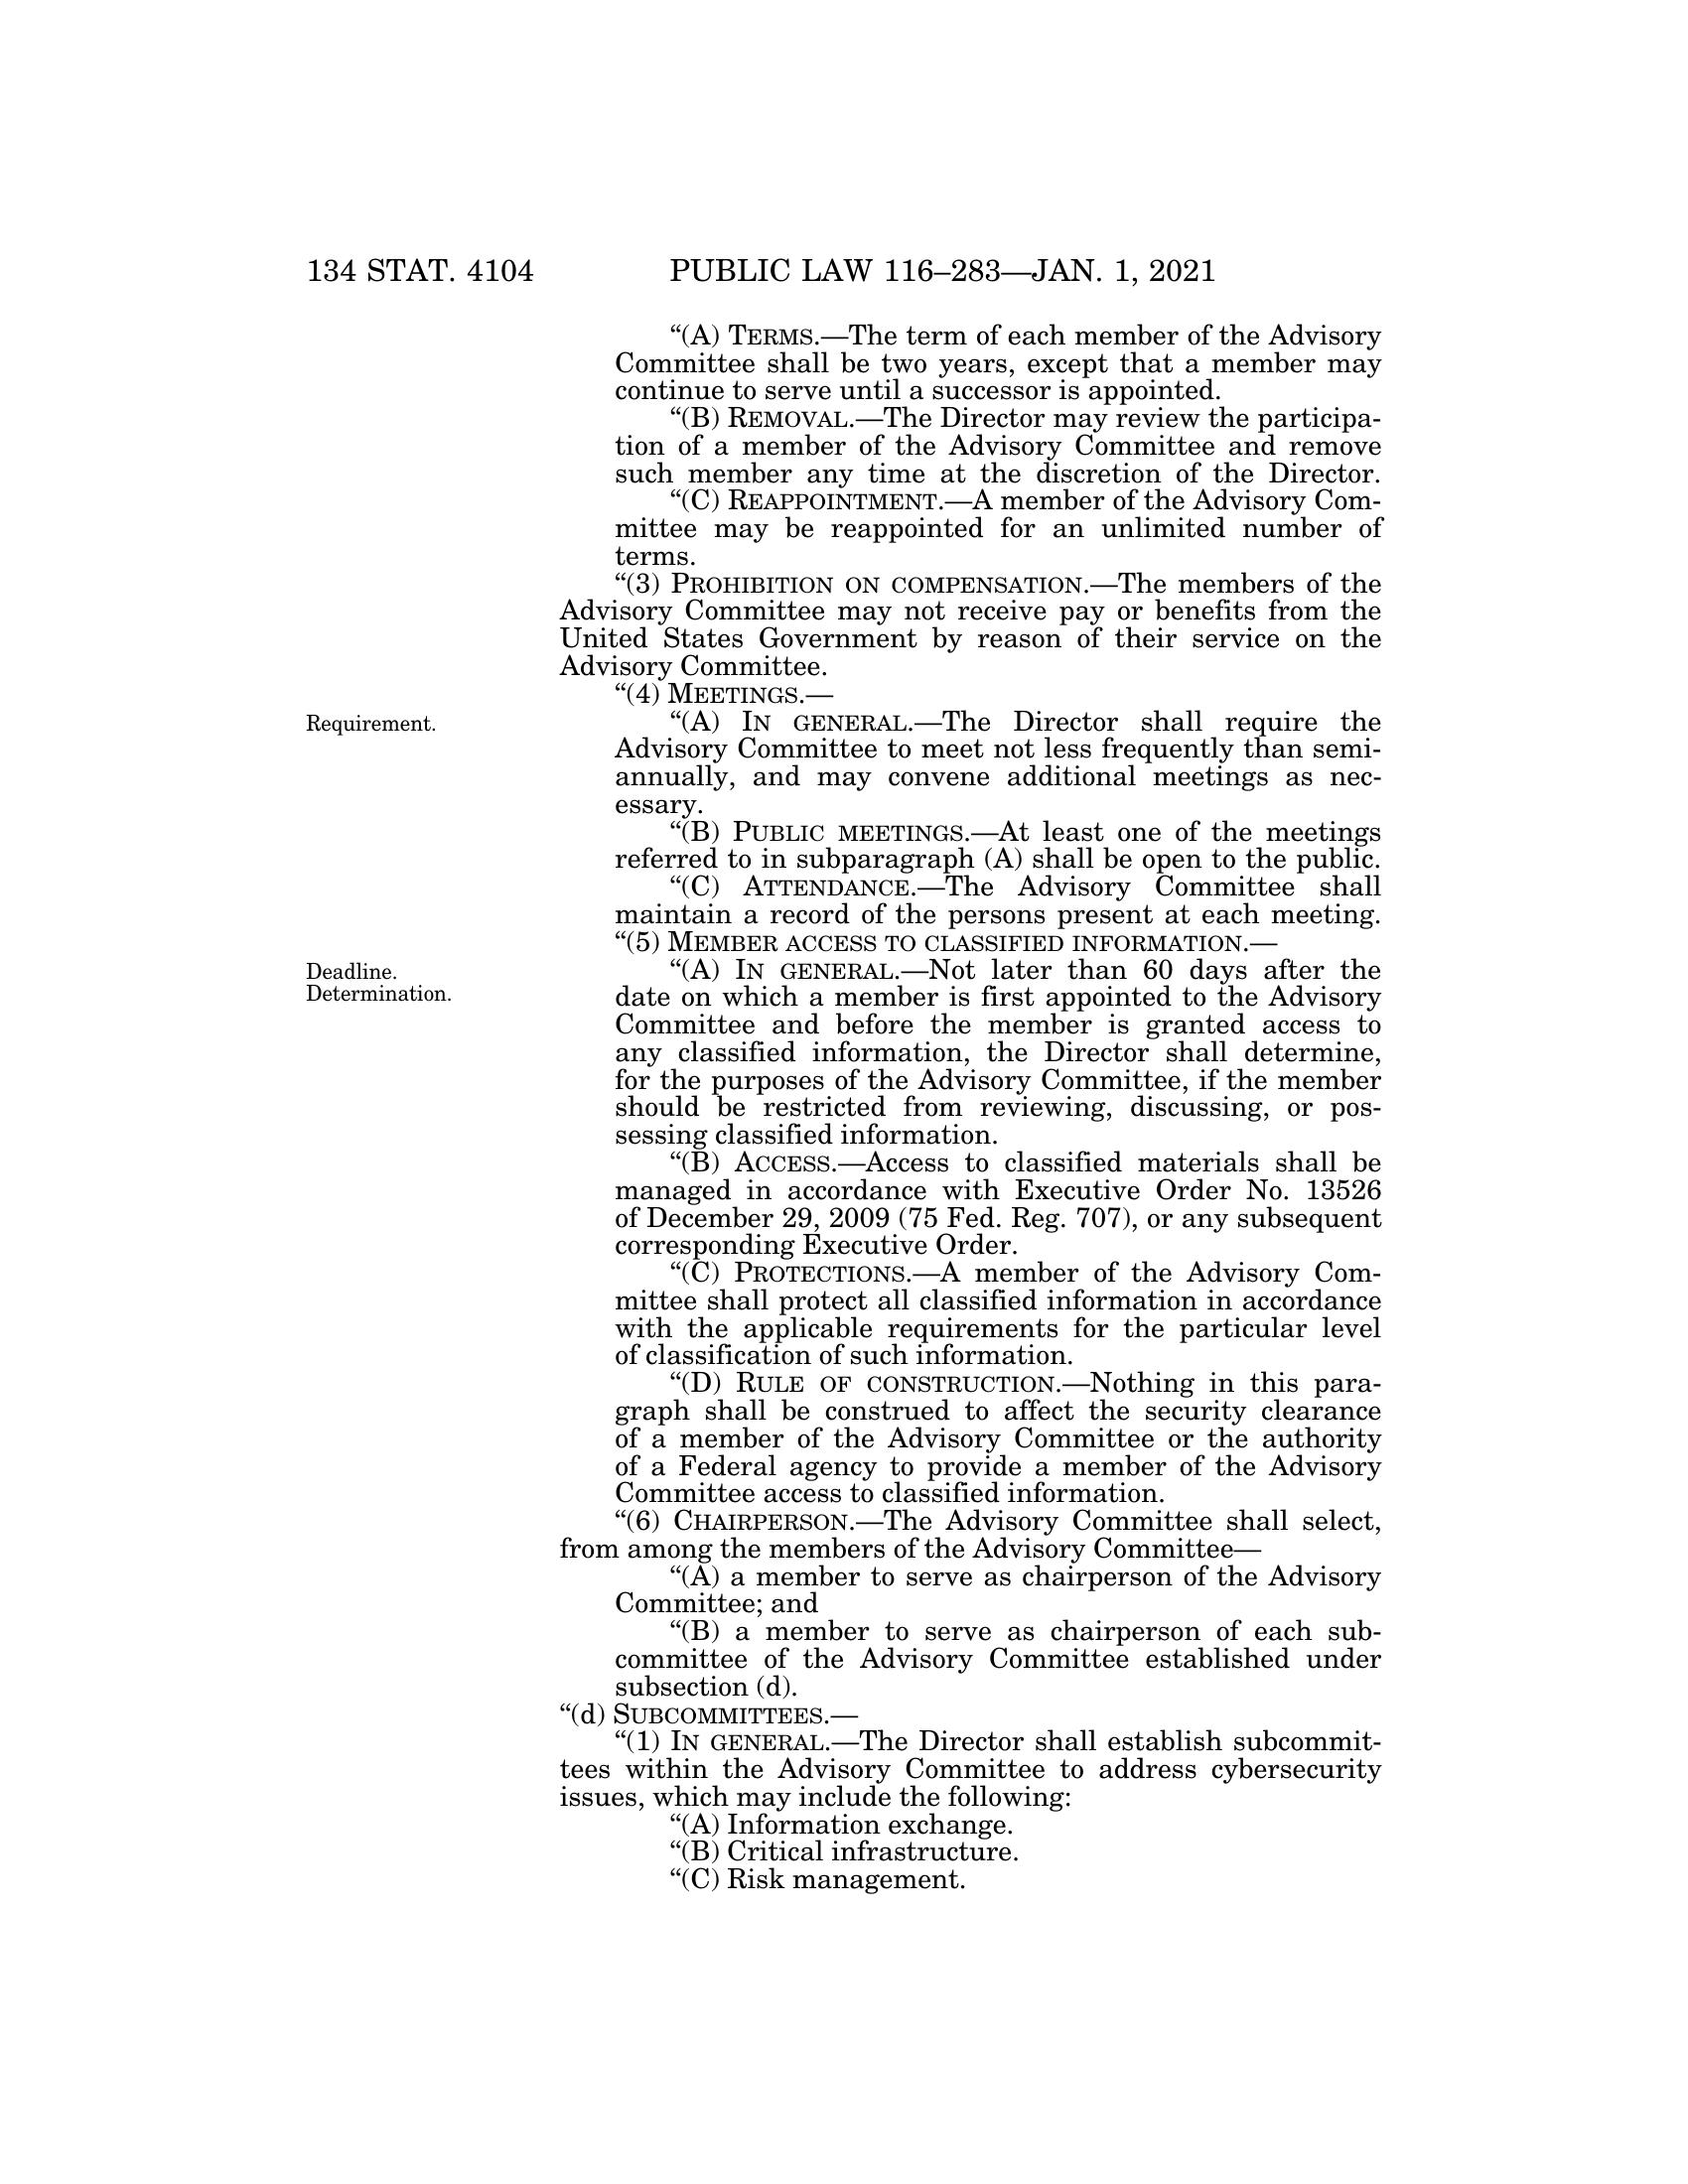 134 STAT. 4104 PUBLIC LAW 116–283—JAN. 1, 2021
“(A) TERMS.—The term of each member of the Advisory
Committee shall be two years, except that a member may
continue to serve until a successor is appointed.
“(B) REMOVAL.—The Director may review the participa-
tion of a member of the Advisory Committee and remove
such member any time at the discretion of the Director.
“(C) REAPPOINTMENT.—A member of the Advisory Com-
mittee may be reappointed for an unlimited number of
terms.
“(3) PROHIBITION ON COMPENSATION.—The members of the
Advisory Committee may not receive pay or benefits from the
United States Government by reason of their service on the
Advisory Committee.
“(4) MEETINGS.—
Requirement.
“(A) IN GENERAL.—The Director shall require the
Advisory Committee to meet not less frequently than semi-
annually, and may convene additional meetings as nec-
essary.
“(B) PUBLIC MEETINGS.—At least one of the meetings
referred to in subparagraph (A) shall be open to the public.
“(C) ATTENDANCE.—The Advisory Committee shall
maintain a record of the persons present at each meeting.
“(5) MEMBER ACCESS TO CLASSIFIED INFORMATION.—
Deadline.
Determination.
“(A) IN GENERAL.—Not later than 60 days after the
date on which a member is first appointed to the Advisory
Committee and before the member is granted access to
any classified information, the Director shall determine,
for the purposes of the Advisory Committee, if the member
should be restricted from reviewing, discussing, or pos-
sessing classified information.
“(B) ACCESS.—Access to classified materials shall be
managed in accordance with Executive Order No. 13526
of December 29, 2009 (75 Fed. Reg. 707), or any subsequent
corresponding Executive Order.
“(C) PROTECTIONS.—A member of the Advisory Com-
mittee shall protect all classified information in accordance
with the applicable requirements for the particular level
of classification of such information.
“(D) RULE OF CONSTRUCTION.—Nothing in this para-
graph shall be construed to affect the security clearance
of a member of the Advisory Committee or the authority
of a Federal agency to provide a member of the Advisory
Committee access to classified information.
“(6) CHAIRPERSON.—The Advisory Committee shall select,
from among the members of the Advisory Committee—
“(A) a member to serve as chairperson of the Advisory
Committee; and
“(B) a member to serve as chairperson of each sub-
committee of the Advisory Committee established under
subsection (d).
“(d) SUBCOMMITTEES.—
“(1) IN GENERAL.—The Director shall establish subcommit-
tees within the Advisory Committee to address cybersecurity
issues, which may include the following:
“(A) Information exchange.
“(B) Critical infrastructure.
“(C) Risk management.